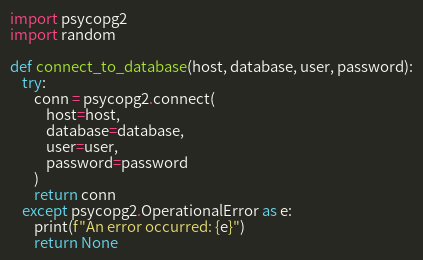 import psycopg2
import random

def connect_to_database(host, database, user, password):
    try:
        conn = psycopg2.connect(
            host=host,
            database=database,
            user=user,
            password=password
        )
        return conn
    except psycopg2.OperationalError as e:
        print(f"An error occurred: {e}")
        return None